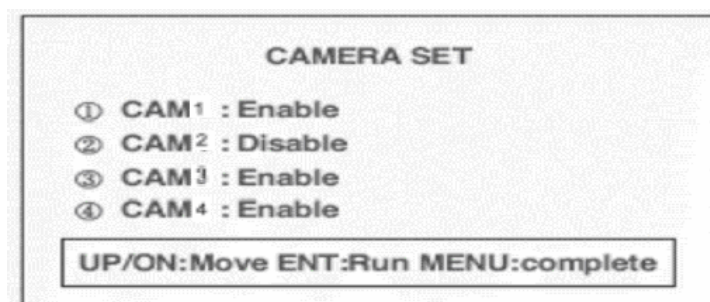 CAMERA SET
① CAM1 : Enable
② CAM2 : Disable
③ CAM3 : Enable
④ CAM4 : Enable
UP/ON:Move ENT:Run MENU:complete